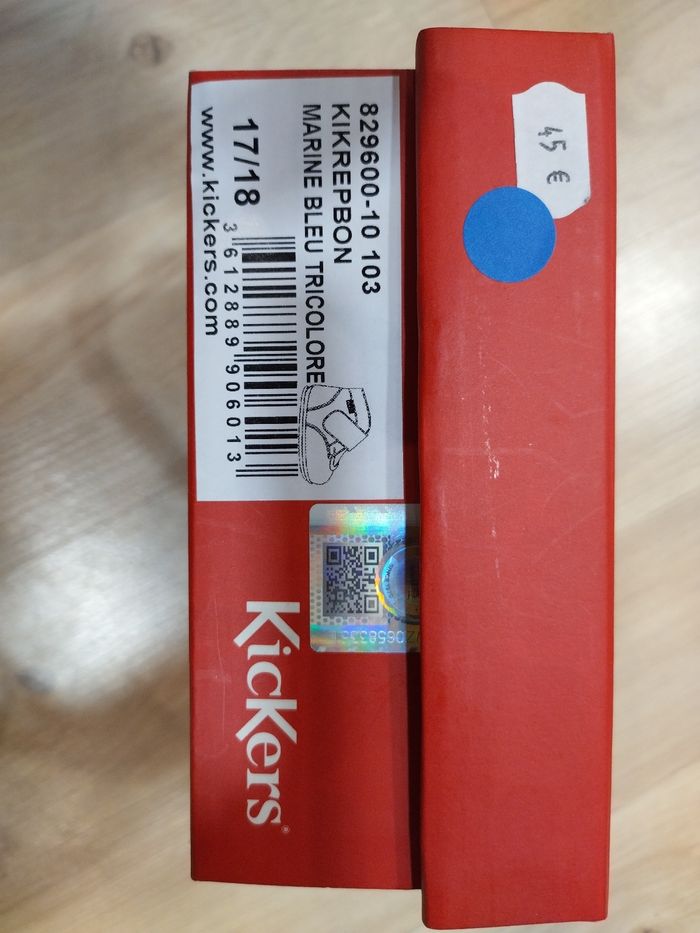 45 €
829600-10 103
KIKREPBON
MARINE BLEU TRICOLORE
17/18
3 612889 906013
www.kickers.com
KicKers®